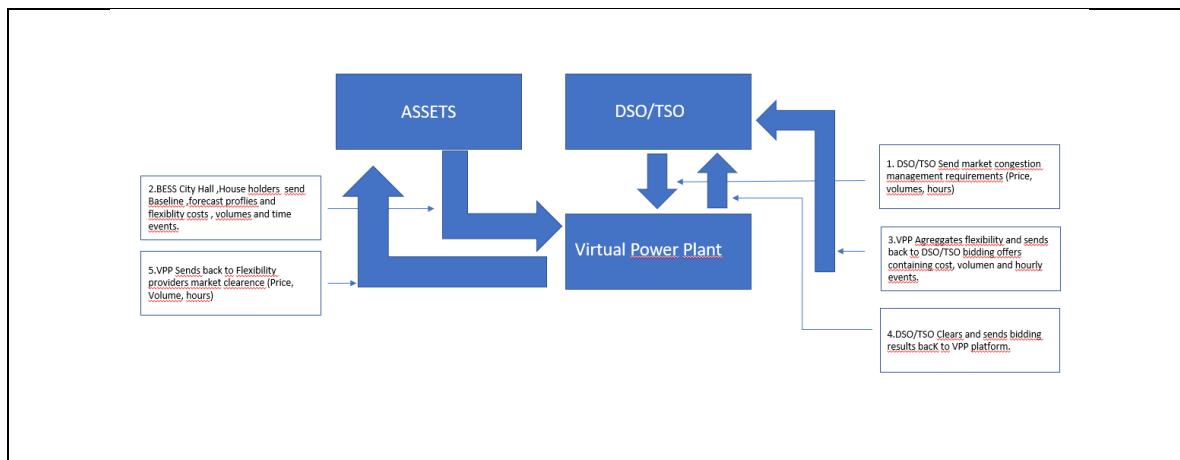 ASSETS
DSO/TSO
Virtual Power Plant
1. DSO/TSO Send market congestion
management requirements (Price,
volumes, hours)
2.BESS City Hall ,House holders send
Baseline ,forecast proflies and
flexiblity costs , volumes and time
events.
3.VPP Agreggates flexibility and sends
back to DSO/TSO bidding offers
containing cost, volumen and hourly
events.
4.DSO/TSO Clears and sends bidding
results bacK to VPP platform.
5.VPP Sends back to Flexibility
providers market clearence (Price,
Volume, hours)